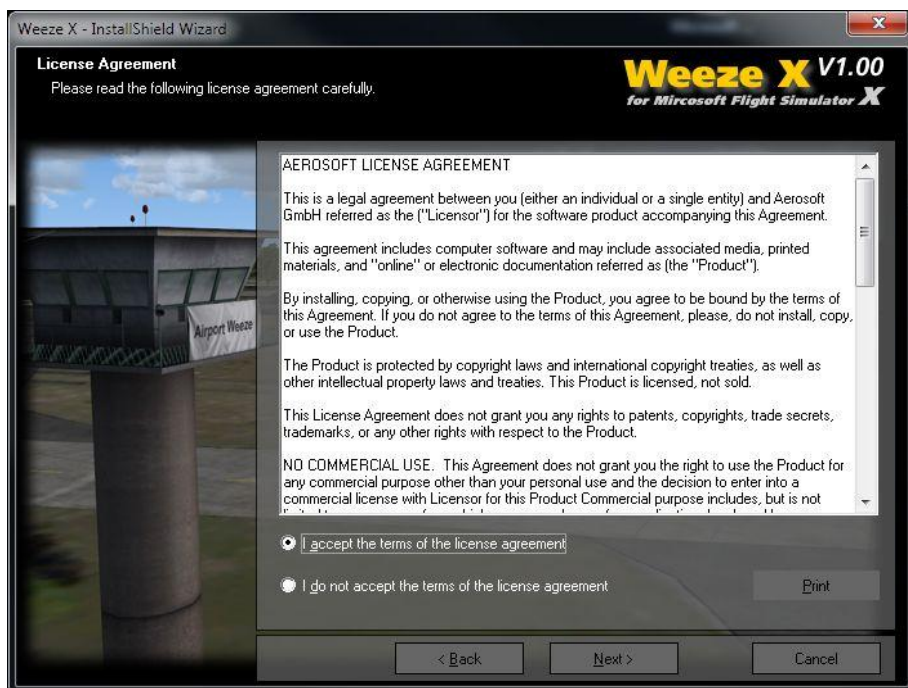 Weeze X - InstallShield Wizard
License Agreement
Please read the following license agreement carefully.
Weeze X V1.00
for Mircosoft Flight Simulator X
Airport Weeze
AEROSOFT LICENSE AGREEMENT
This is a legal agreement between you (either an individual or a single entity) and Aerosoft
GmbH referred as the ("Licensor") for the software product accompanying this Agreement.
This agreement includes computer software and may include associated media, printed
materials, and "online" or electronic documentation referred as (the "Product").
By installing, copying, or otherwise using the Product, you agree to be bound by the terms of
this Agreement. If you do not agree to the terms of this Agreement, please, do not install, copy,
or use the Product.
The Product is protected by copyright laws and international copyright treaties, as well as
other intellectual property laws and treaties. This Product is licensed, not sold.
This License Agreement does not grant you any rights to patents, copyrights, trade secrets,
trademarks, or any other rights with respect to the Product.
NO COMMERCIAL USE.  This Agreement does not grant you the right to use the Product for
any commercial purpose other than your personal use and the decision to enter into a
commercial license with Licensor for this Product Commercial purpose includes, but is not
I accept the terms of the license agreement
I do not accept the terms of the license agreement
Print
< Back
Next >
Cancel